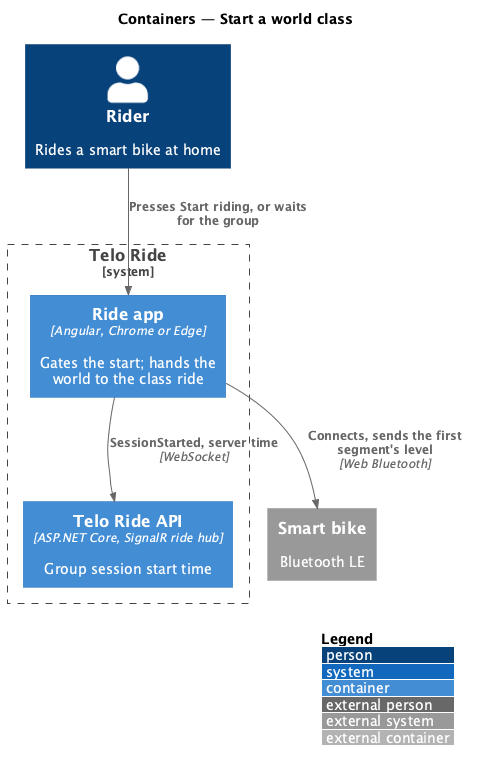 Containers — Start a world class
Rider
Rides a smart bike at home
Presses Start riding, or waits
for the group
Telo Ride
[system]
Ride app
[Angular, Chrome or Edge]
Gates the start; hands the
world to the class ride
SessionStarted, server time
[WebSocket]
Connects, sends the first
segment's level
[Web Bluetooth]
Telo Ride API
[ASP.NET Core, SignalR ride hub]
Group session start time
Smart bike
Bluetooth LE
Legend
person
system
container
external person
external system
external container